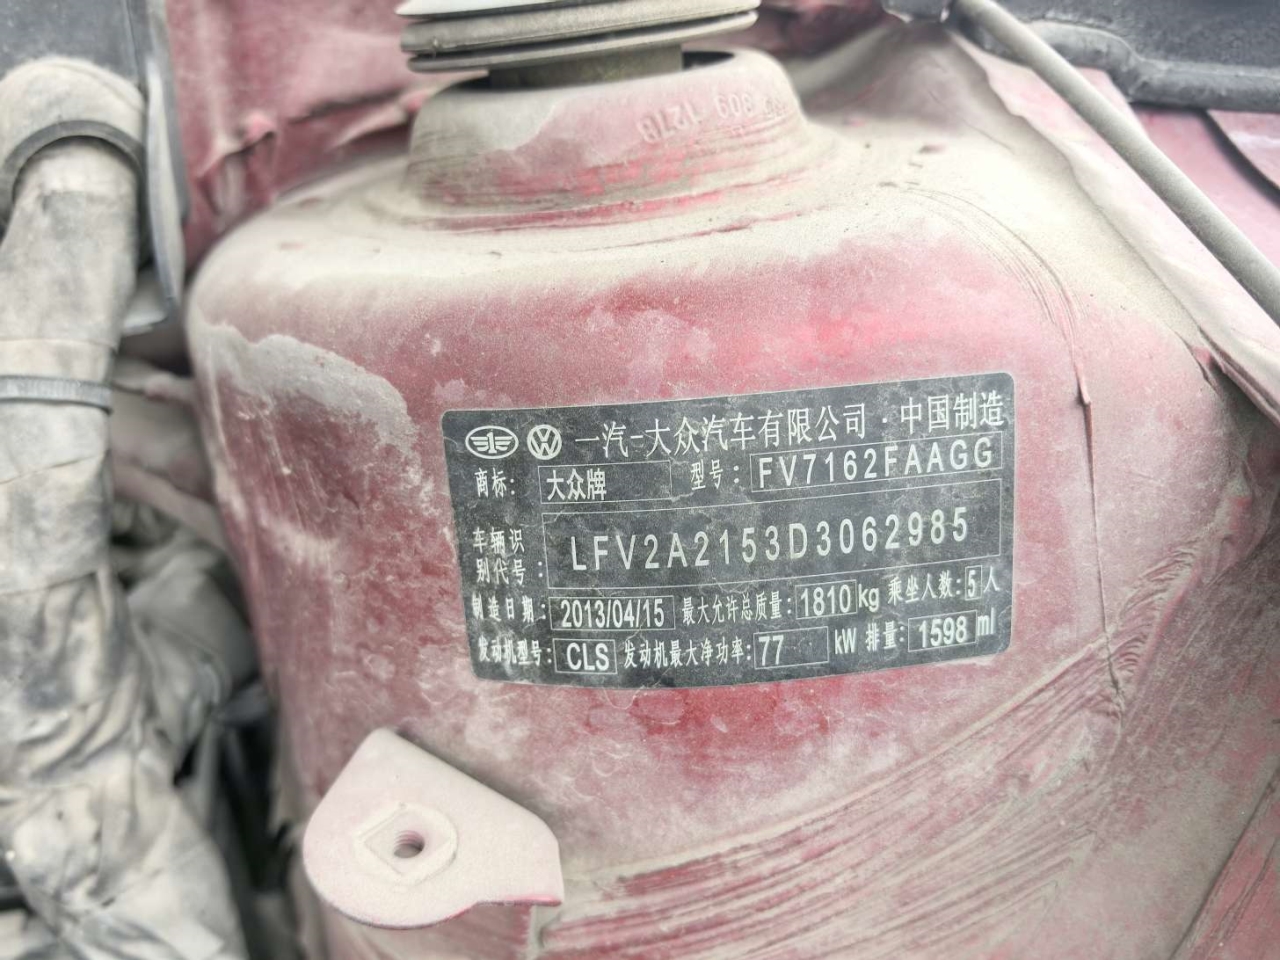 809 127G
一汽-大众汽车有限公司·中国制造
商标: 大众牌 型号: FV7162FAAGG
车辆识别代号: LFV2A2153D3062985
制造日期: 2013/04/15 最大允许总质量: 1810kg 乘坐人数: 5人
发动机型号: CLS 发动机最大净功率: 77 kW 排量: 1598 ml